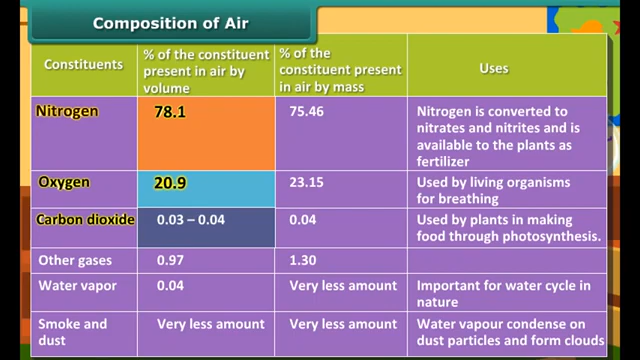 Composition of Air
Constituents
% of the constituent
present in air by
volume
% of the
constituent present
in air by mass
Uses
Nitrogen
78.1
75.46
Nitrogen is converted to
nitrates and nitrites and is
available to the plants as
fertilizer
Oxygen
20.9
23.15
Used by living organisms
for breathing
Carbon dioxide
0.03 – 0.04
0.04
Used by plants in making
food through photosynthesis.
Other gases
0.97
1.30
Water vapor
0.04
Very less amount
Important for water cycle in
nature
Smoke and
dust
Very less amount
Very less amount
Water vapour condense on
dust particles and form clouds